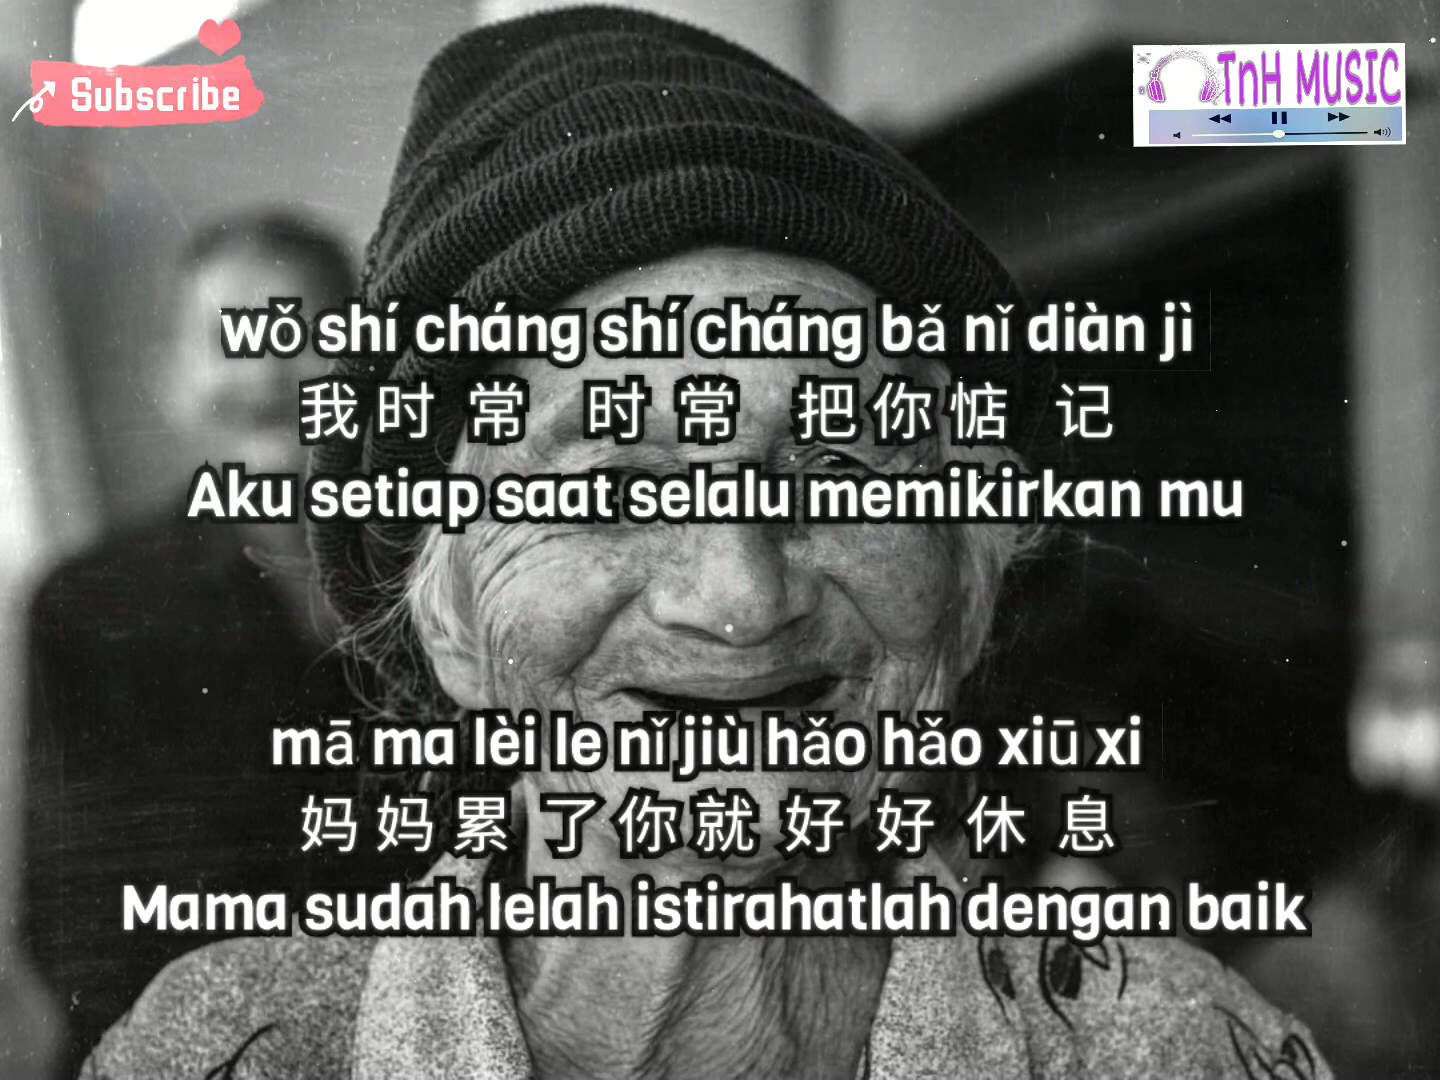 Subscribe
TnH MUSIC
wǒ shí cháng shí cháng bǎ nǐ diàn jì
我时常 时常 把你惦记
Aku setiap saat selalu memikirkan mu
mā ma lèi le nǐ jiù hǎo hǎo xiū xi
妈妈累了你就好好休息
Mama sudah lelah istirahatlah dengan baik